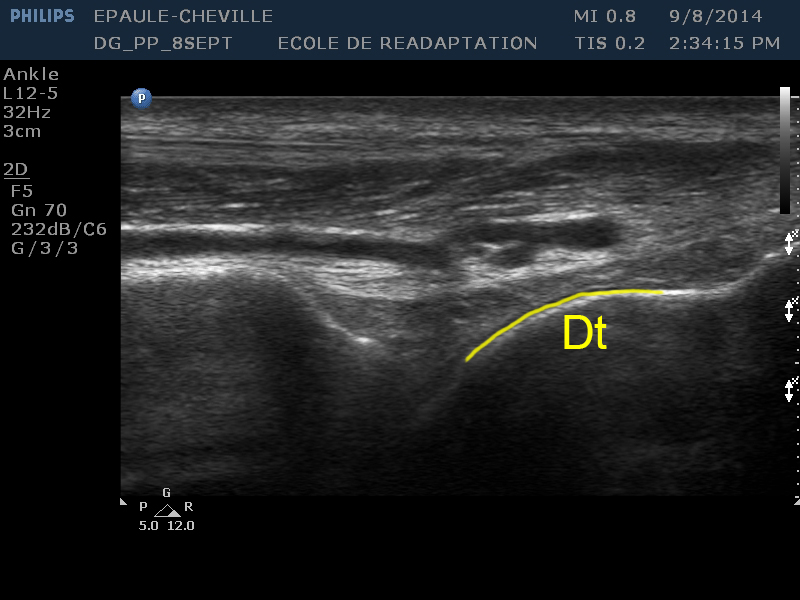 PHILIPS EPAULE-CHEVILLE MI 0.8 9/8/2014
DG_PP_8SEPT ECOLE DE READAPTATION TIS 0.2 2:34:15 PM
Ankle
L12-5
32Hz
3cm
2D
F5
Gn 70
232dB/C6
G/3/3
P
Dt
G
P R
5.0 12.0